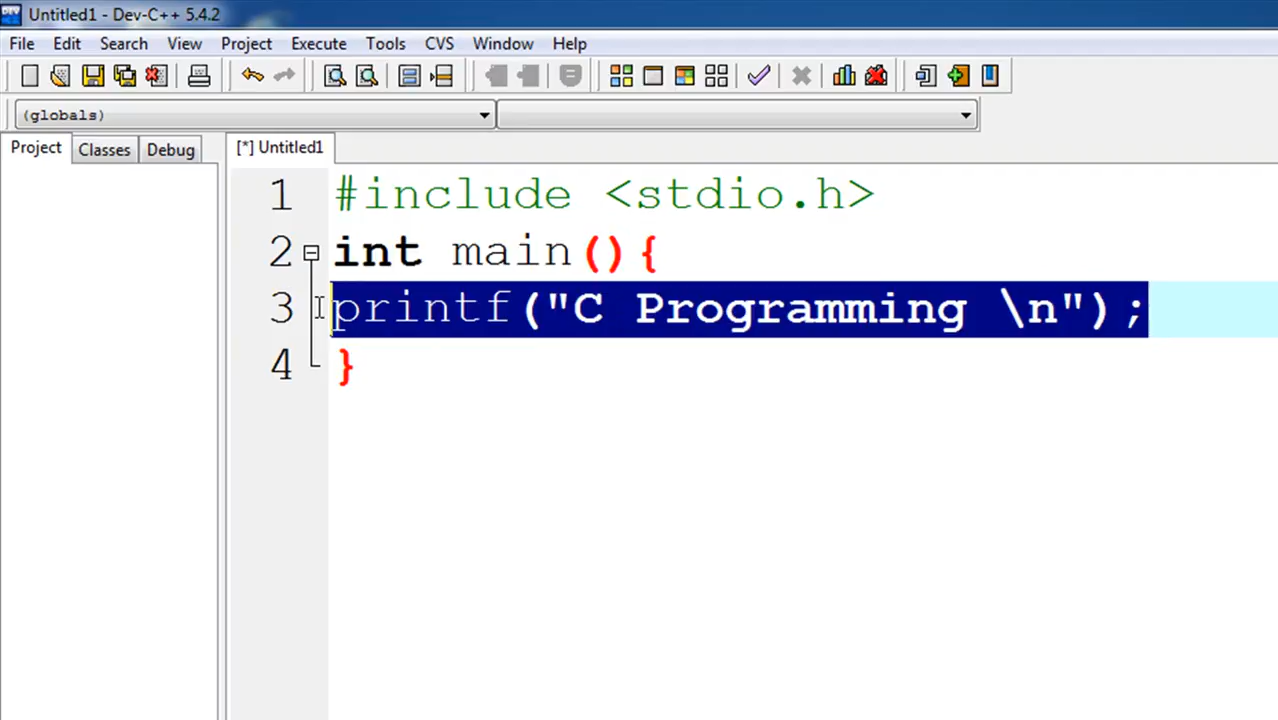 Untitled1 - Dev-C++ 5.4.2
File Edit Search View Project Execute Tools CVS Window Help
(globals)
Project Classes Debug [*] Untitled1
1 #include <stdio.h>
2 int main(){
3 printf("C Programming \n");
4 }